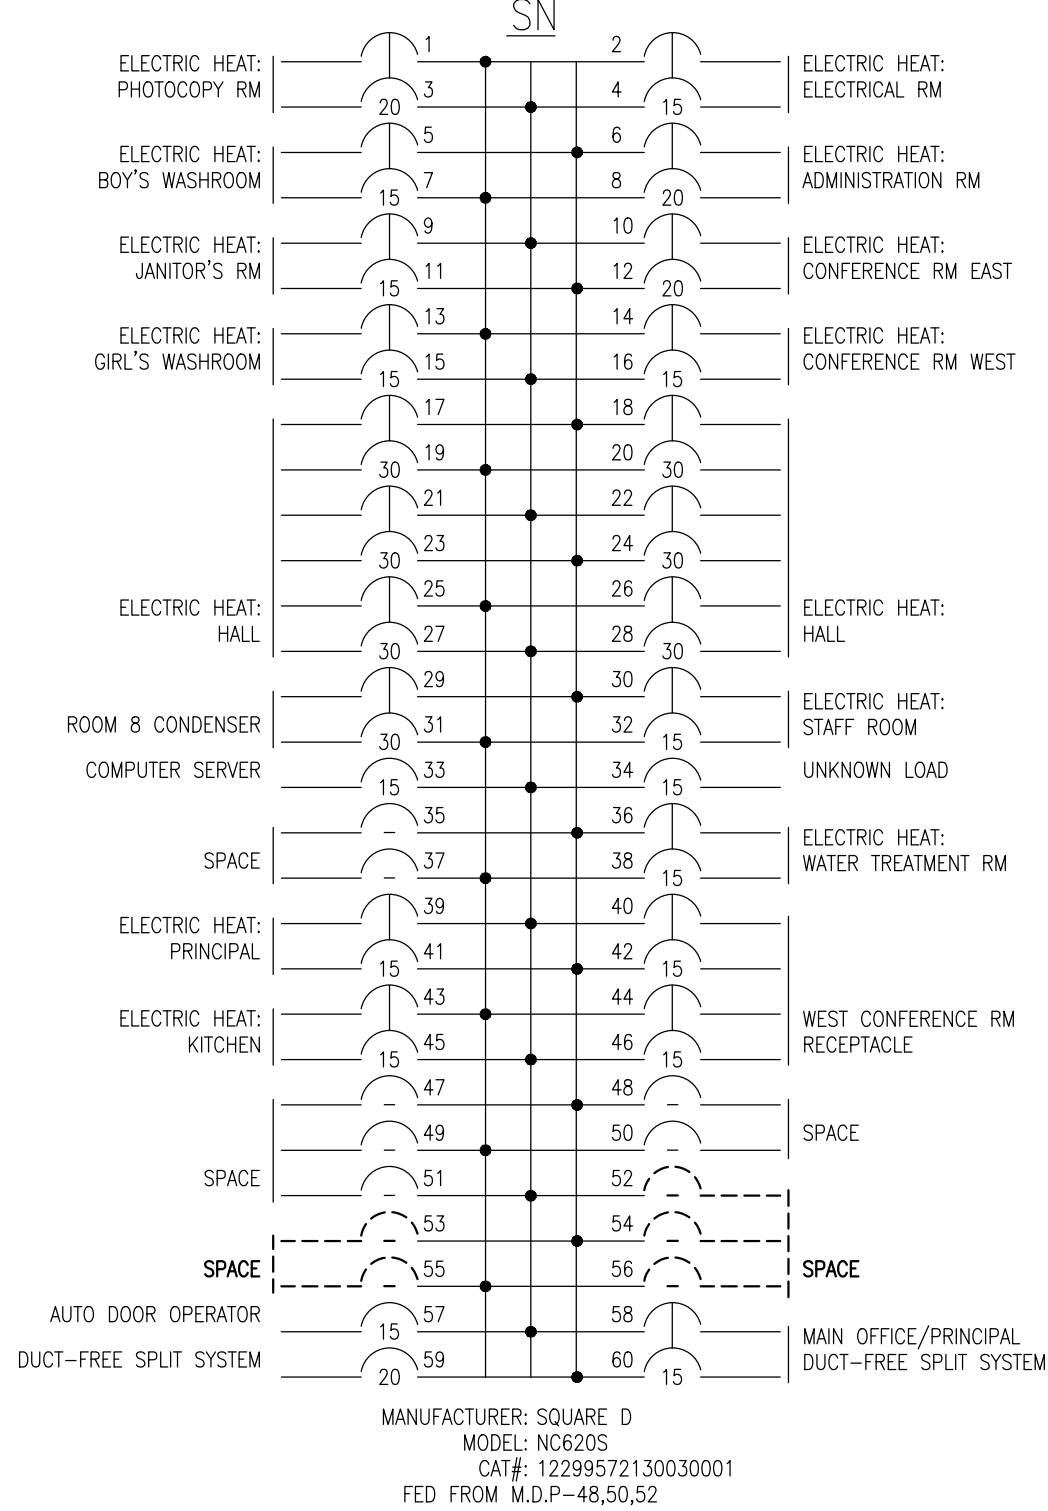 SN
1 2
ELECTRIC HEAT: ELECTRIC HEAT:
PHOTOCOPY RM 3 4 ELECTRICAL RM
20 15
5 6
ELECTRIC HEAT: ELECTRIC HEAT:
BOY'S WASHROOM 7 8 ADMINISTRATION RM
15 20
9 10
ELECTRIC HEAT: ELECTRIC HEAT:
JANITOR'S RM 11 12 CONFERENCE RM EAST
15 20
13 14
ELECTRIC HEAT: ELECTRIC HEAT:
GIRL'S WASHROOM 15 16 CONFERENCE RM WEST
15 15
17 18
19 20
30 30
21 22
23 24
30 30
25 26
ELECTRIC HEAT: ELECTRIC HEAT:
HALL 27 28 HALL
30 30
29 30
ELECTRIC HEAT:
ROOM 8 CONDENSER 31 32 STAFF ROOM
30 15
COMPUTER SERVER 33 34 UNKNOWN LOAD
15 15
35 36
- ELECTRIC HEAT:
SPACE 37 38 WATER TREATMENT RM
- 15
39 40
ELECTRIC HEAT:
PRINCIPAL 41 42
15 15
43 44
ELECTRIC HEAT: WEST CONFERENCE RM
KITCHEN 45 46 RECEPTACLE
15 15
47 48
- -
49 50 SPACE
- -
SPACE 51 52
- -
53 54
- -
SPACE 55 56 SPACE
- -
AUTO DOOR OPERATOR 57 58
15 MAIN OFFICE/PRINCIPAL
DUCT-FREE SPLIT SYSTEM 59 60 DUCT-FREE SPLIT SYSTEM
20 15
MANUFACTURER: SQUARE D
MODEL: NC620S
CAT#: 12299572130030001
FED FROM M.D.P-48,50,52